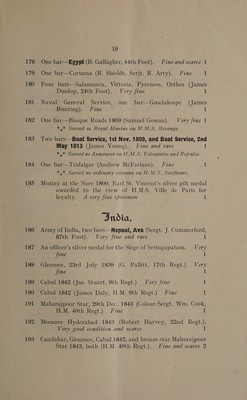 10
178 One bar—Egypt (B. Gallagher, 44th Foot). Fine and scarce 1
179 One bar—Corunna (R. Shields, Serjt. R. Arty). Fine 1
180 Four bars—Salamanca, Vittoria, Pyrenees, Orthes (James
Dunlop, 24th Foot). Very fine 1
181 Naval General Service, one bar—Guadaloupe (James
Bunting). Fine 1
182 One bar—Basque Roads 1809 (Samuel Gowan). Very fine 1
*** Served as Royal Marine on H.M.S. Revenge.
183 Two bars—Boat Service, 1st Nov. 1809, and Boat Service, 2nd
May 1813 (James Young). Fine and rare 1
*** Served as Armourer on H.M.S. Volontaire and Repulse.
184 One bar—Trafalgar (Andrew McFarlane). Fine 1
*** Served as ordinary seaman on H.M.S. Swiftsure.
185 Mutiny at the Nore 1800, Earl St. Vincent's silver gilt medal
awarded to the crew of H.M.S. Ville de Paris for
loyalty. A very fine specimen
India.
186 Army of India, two bars—Nepaul, Ava (Sergt. J. Cummerford,
87th Foot). Very fine and rare
187 An officer's silver medal for the Siege of Seringapatam. Very
fine 1
188 Ghuznee, 23rd July 1839 (G. Pallitt, 17th Regt.) Very
fine 1
189 Cabul 1842 (Jas. Stuart, 9th Regt.) Very fine 1
190 Cabul 1842 (James Daly, H.M. 9th Regt.) Fine 1
191 Maharajpoor Star, 29th Dec. 1843 (Colour-Sergt. Wm. Cook,
H.M. 40th Regt.) Fine 1
192 Meeanee Hyderabad 1843 (Robert Harvey, 22nd Regt.).
Very good condition and scarce 1
193 Candahar, Ghuznee, Cabul 1842, and bronze star Maharajpoor
Star 1843, both (H.M. 40th Regt.). Fine and scarce 2